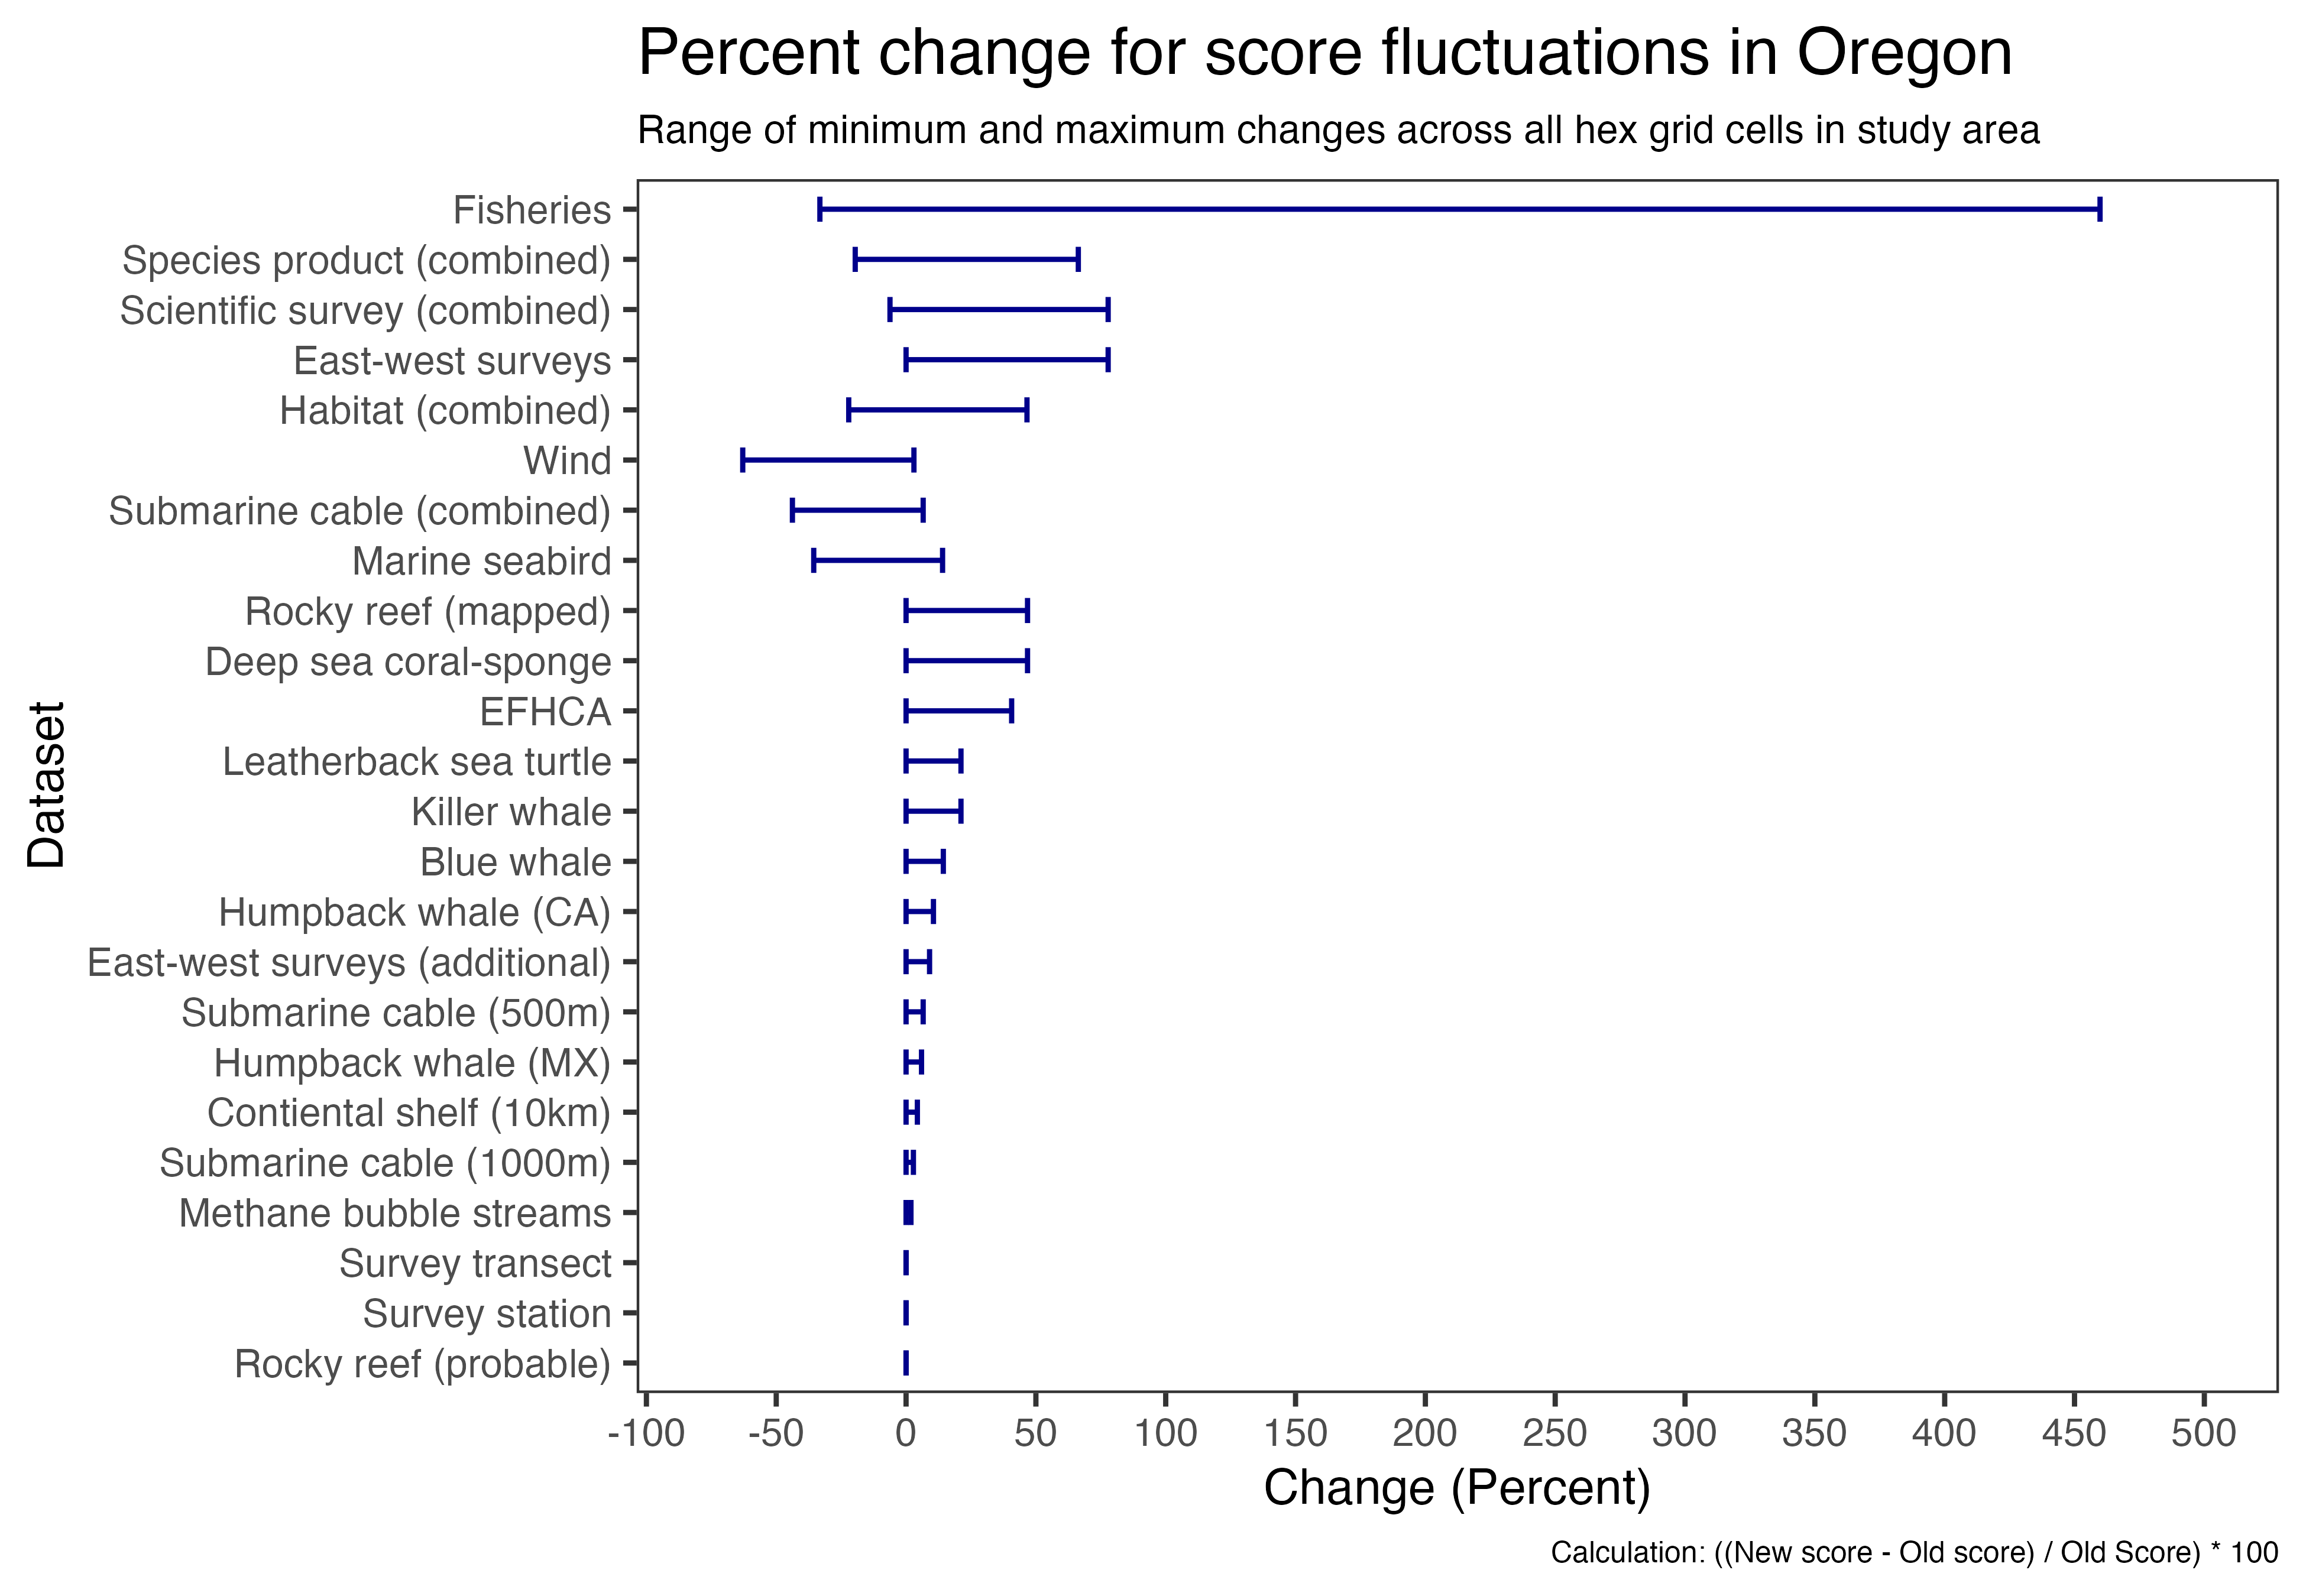 Percent change for score fluctuations in Oregon
Range of minimum and maximum changes across all hex grid cells in study area
Dataset
Fisheries
Species product (combined)
Scientific survey (combined)
East-west surveys
Habitat (combined)
Wind
Submarine cable (combined)
Marine seabird
Rocky reef (mapped)
Deep sea coral-sponge
EFHCA
Leatherback sea turtle
Killer whale
Blue whale
Humpback whale (CA)
East-west surveys (additional)
Submarine cable (500m)
Humpback whale (MX)
Contiental shelf (10km)
Submarine cable (1000m)
Methane bubble streams
Survey transect
Survey station
Rocky reef (probable)
-100 -50 0 50 100 150 200 250 300 350 400 450 500
Change (Percent)
Calculation: ((New score - Old score) / Old Score) * 100